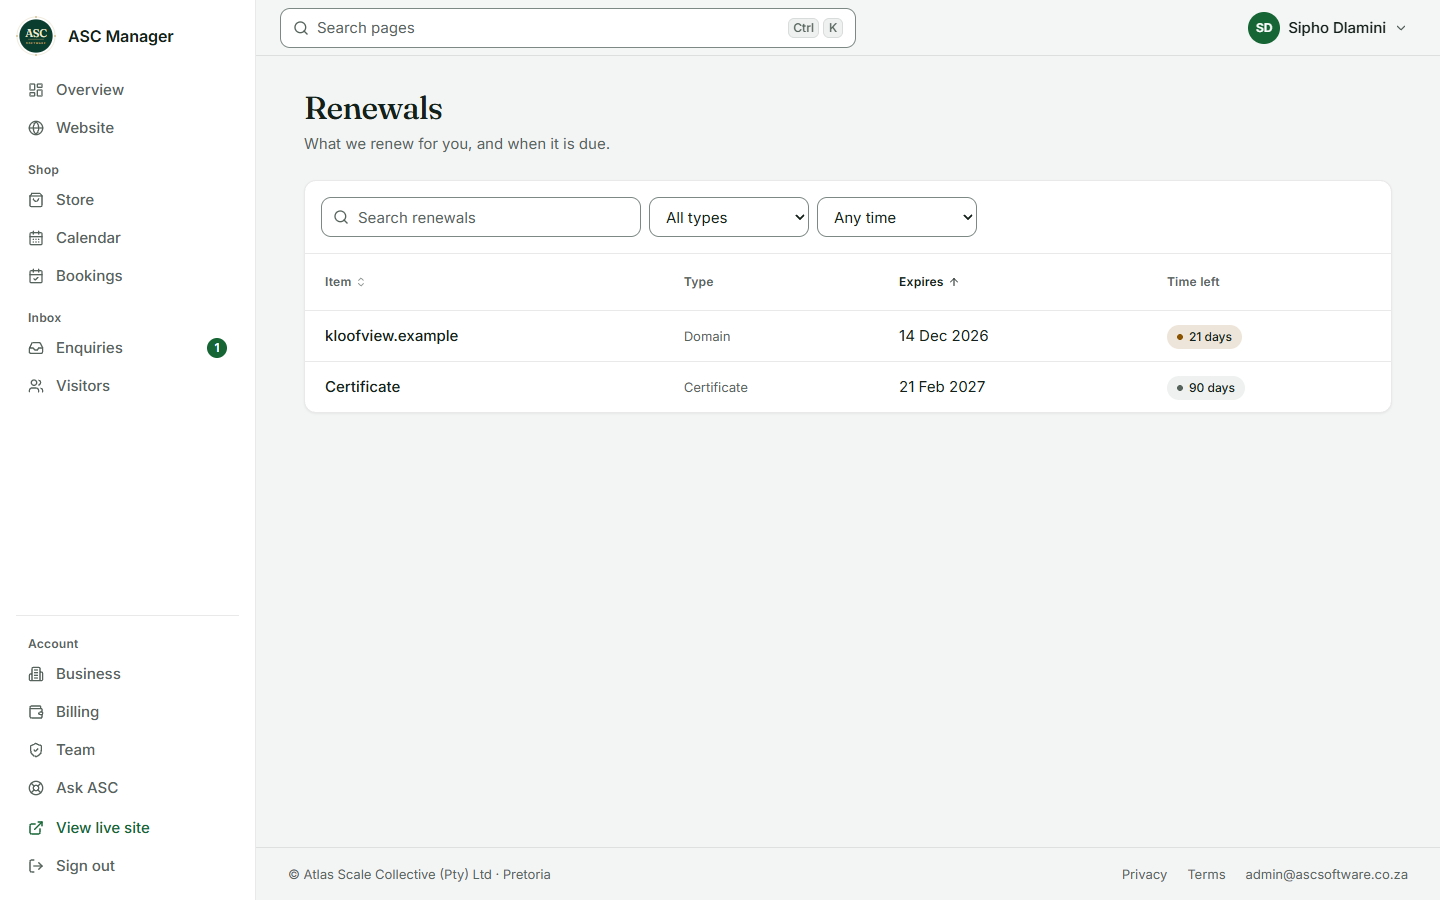 ASC
SOFTWARE
ASC Manager
Overview
Website
Shop
Store
Calendar
Bookings
Inbox
Enquiries 1
Visitors
Account
Business
Billing
Team
Ask ASC
View live site
Sign out
Search pages Ctrl K
SD Sipho Dlamini
Renewals
What we renew for you, and when it is due.
Search renewals All types Any time
Item Type Expires Time left
kloofview.example Domain 14 Dec 2026 21 days
Certificate Certificate 21 Feb 2027 90 days
© Atlas Scale Collective (Pty) Ltd · Pretoria Privacy Terms admin@ascsoftware.co.za